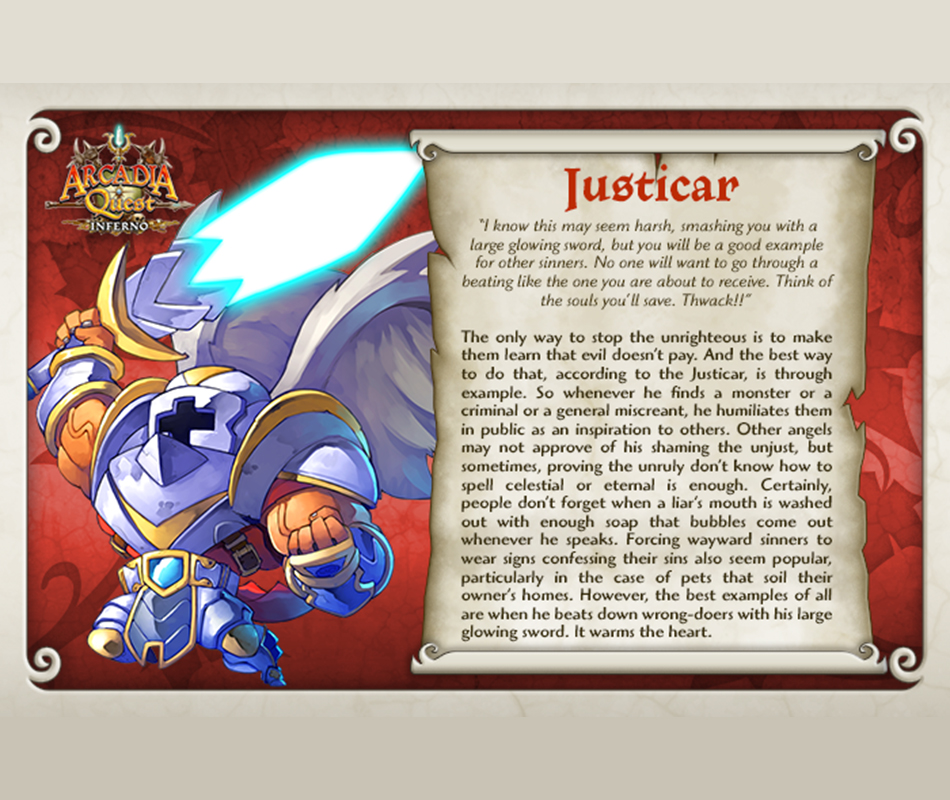 ARCADIA
Quest
INFERNO
Justicar
"I know this may seem harsh, smashing you with a
large glowing sword, but you will be a good example
for other sinners. No one will want to go through a
beating like the one you are about to receive. Think of
the souls you'll save. Thwack!!"
The only way to stop the unrighteous is to make
them learn that evil doesn't pay. And the best way
to do that, according to the Justicar, is through
example. So whenever he finds a monster or a
criminal or a general miscreant, he humiliates them
in public as an inspiration to others. Other angels
may not approve of his shaming the unjust, but
sometimes, proving the unruly don't know how to
spell celestial or eternal is enough. Certainly,
people don't forget when a liar's mouth is washed
out with enough soap that bubbles come out
whenever he speaks. Forcing wayward sinners to
wear signs confessing their sins also seem popular,
particularly in the case of pets that soil their
owner's homes. However, the best examples of all
are when he beats down wrong-doers with his large
glowing sword. It warms the heart.